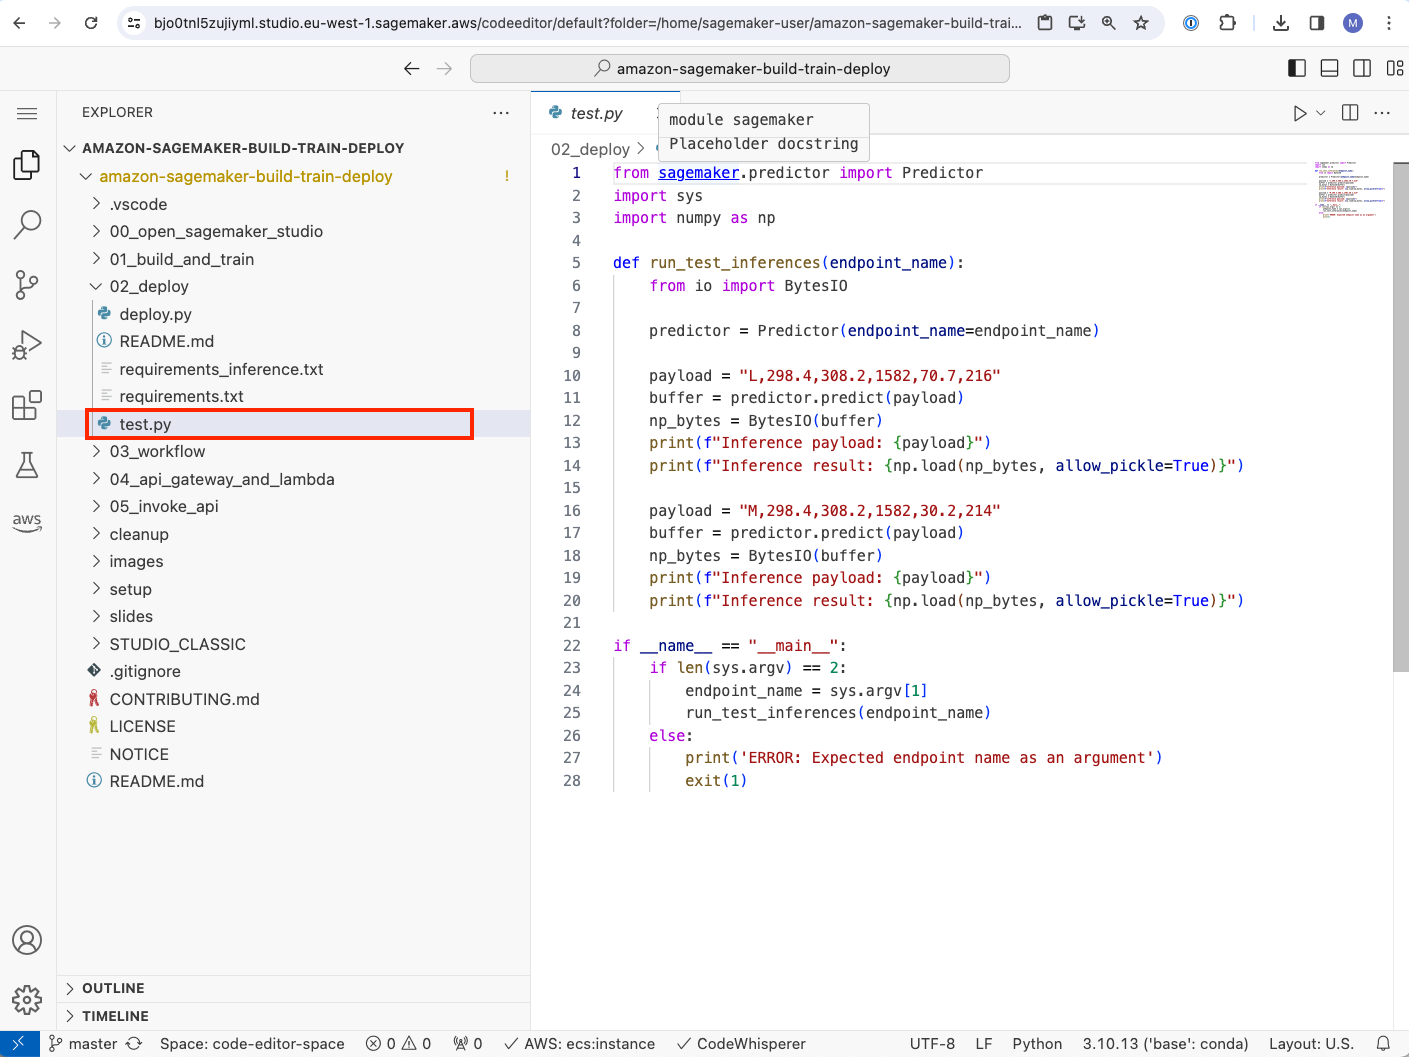 bjo0tnl5zujiyml.studio.eu-west-1.sagemaker.aws/codeeditor/default?folder=/home/sagemaker-user/amazon-sagemaker-build-trai...
M
amazon-sagemaker-build-train-deploy
EXPLORER
AMAZON-SAGEMAKER-BUILD-TRAIN-DEPLOY
amazon-sagemaker-build-train-deploy !
.vscode
00_open_sagemaker_studio
01_build_and_train
02_deploy
deploy.py
README.md
requirements_inference.txt
requirements.txt
test.py
03_workflow
04_api_gateway_and_lambda
05_invoke_api
cleanup
images
setup
slides
STUDIO_CLASSIC
.gitignore
CONTRIBUTING.md
LICENSE
NOTICE
README.md
OUTLINE
TIMELINE
aws
test.py
module sagemaker
Placeholder docstring
02_deploy >
1 from sagemaker.predictor import Predictor
2 import sys
3 import numpy as np
4
5 def run_test_inferences(endpoint_name):
6     from io import BytesIO
7
8     predictor = Predictor(endpoint_name=endpoint_name)
9
10     payload = "L,298.4,308.2,1582,70.7,216"
11     buffer = predictor.predict(payload)
12     np_bytes = BytesIO(buffer)
13     print(f"Inference payload: {payload}")
14     print(f"Inference result: {np.load(np_bytes, allow_pickle=True)}")
15
16     payload = "M,298.4,308.2,1582,30.2,214"
17     buffer = predictor.predict(payload)
18     np_bytes = BytesIO(buffer)
19     print(f"Inference payload: {payload}")
20     print(f"Inference result: {np.load(np_bytes, allow_pickle=True)}")
21
22 if __name__ == "__main__":
23     if len(sys.argv) == 2:
24         endpoint_name = sys.argv[1]
25         run_test_inferences(endpoint_name)
26     else:
27         print('ERROR: Expected endpoint name as an argument')
28         exit(1)
master Space: code-editor-space 0 0 0 AWS: ecs:instance CodeWhisperer UTF-8 LF Python 3.10.13 ('base': conda) Layout: U.S.